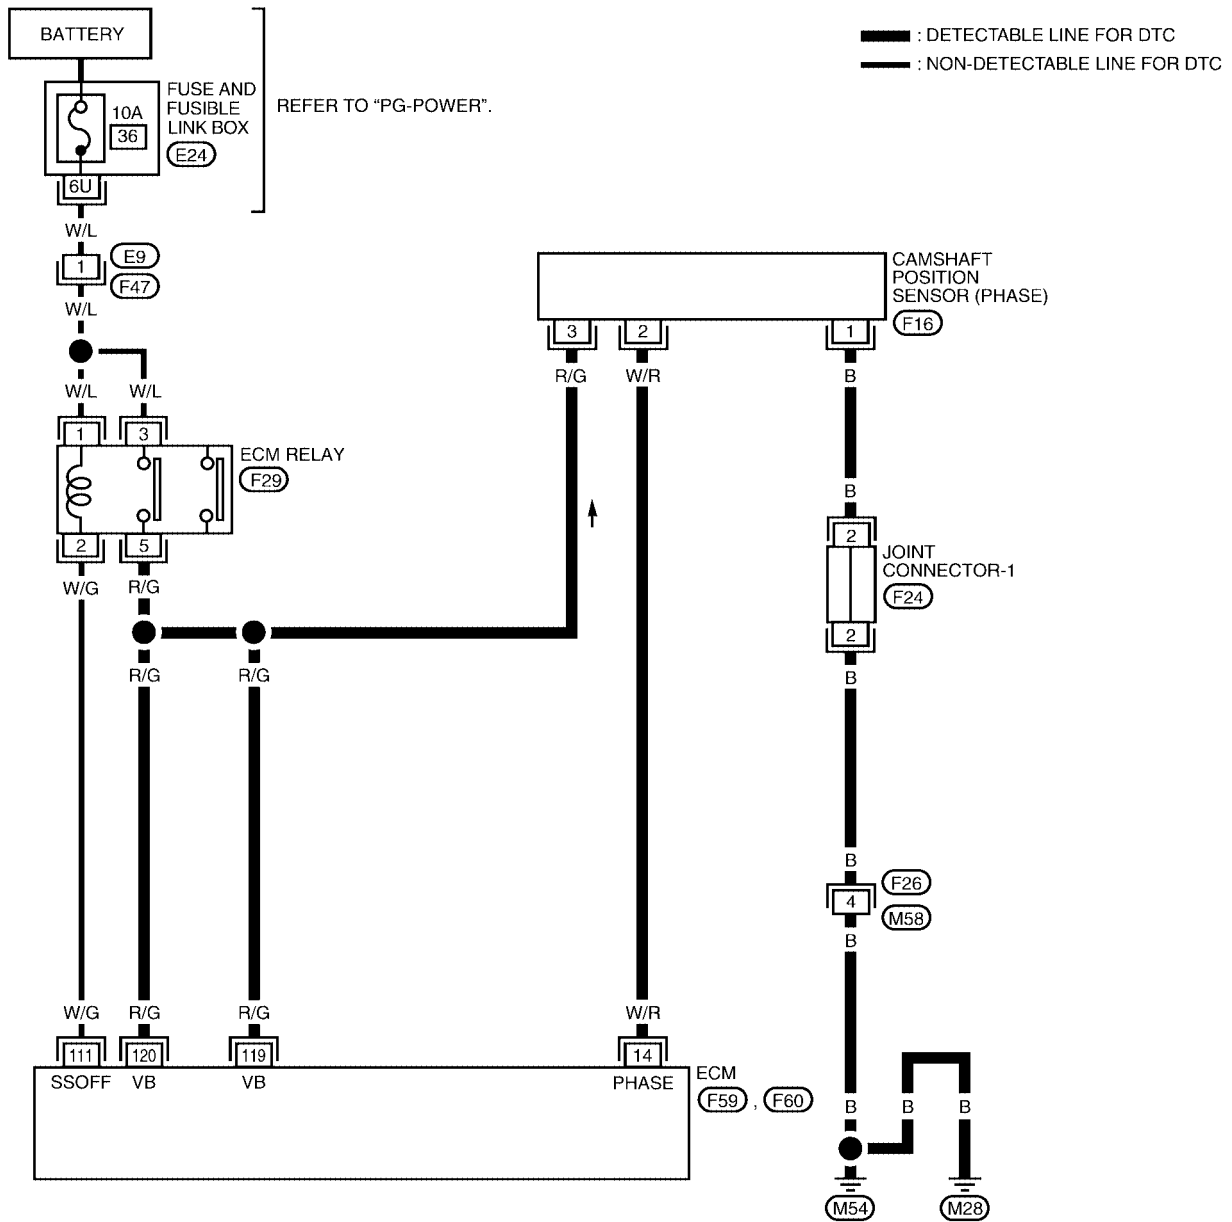 BATTERY
: DETECTABLE LINE FOR DTC
: NON-DETECTABLE LINE FOR DTC
FUSE AND
FUSIBLE
LINK BOX
E24
10A
36
REFER TO “PG-POWER”.
6U
W/L
1
E9
F47
W/L
W/L
W/L
1
3
ECM RELAY
F29
2
5
W/G
R/G
R/G
R/G
CAMSHAFT
POSITION
SENSOR (PHASE)
F16
3
2
1
R/G
W/R
B
B
2
JOINT
CONNECTOR-1
F24
2
B
B
F26
4
M58
B
W/G
R/G
R/G
W/R
111
120
119
14
SSOFF
VB
VB
PHASE
ECM
F59 , F60
B
B
B
M54
M28